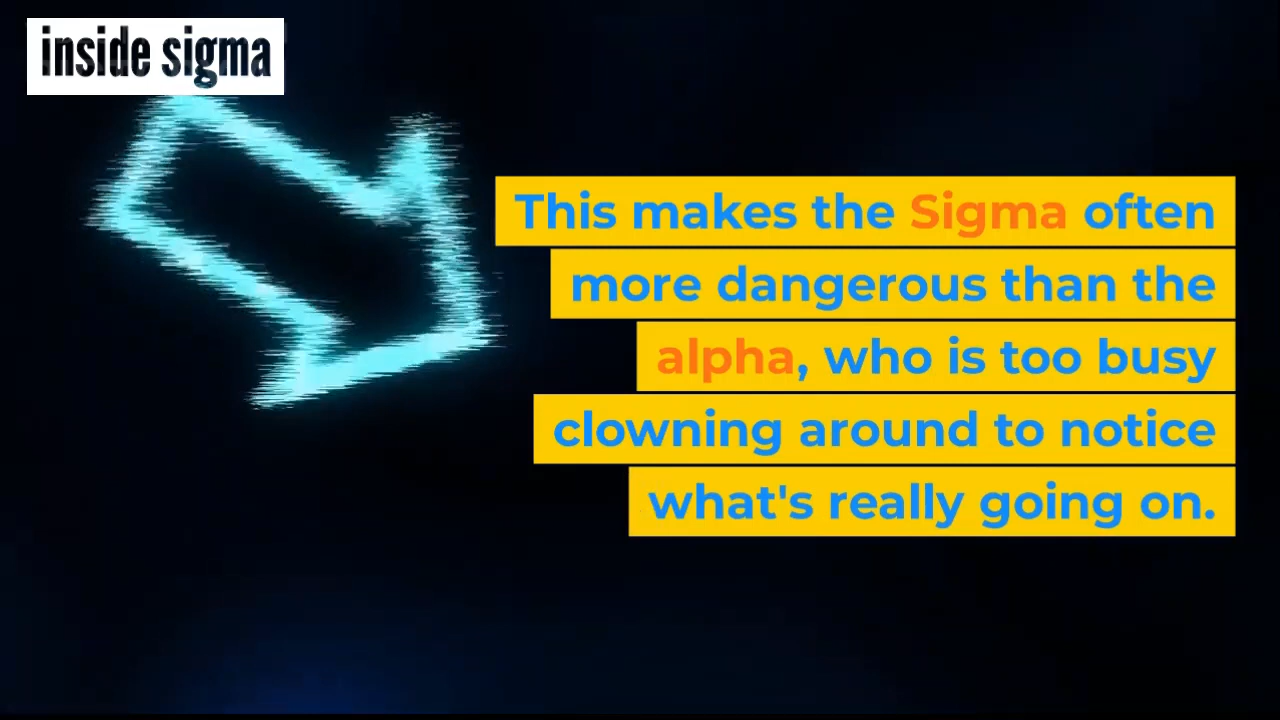 inside sigma
This makes the Sigma often
more dangerous than the
alpha, who is too busy
clowning around to notice
what's really going on.